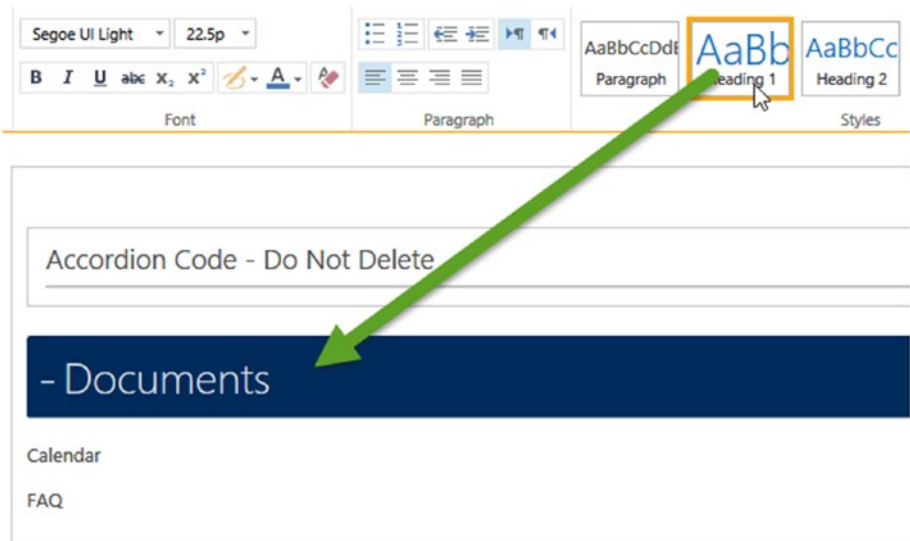 Segoe UI Light 22.5p
AaBbCcDdE AaBb AaBbCc
B I U abc X₂ X² A
Paragraph Heading 1 Heading 2
Font Paragraph Styles
Accordion Code - Do Not Delete
- Documents
Calendar
FAQ